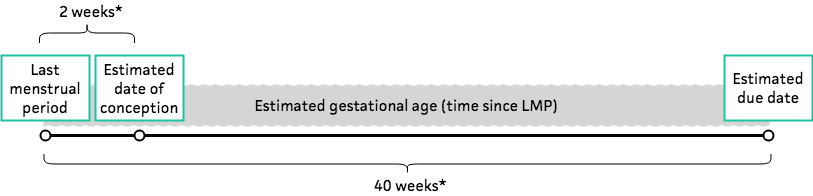 2 weeks*
Last
menstrual
period
Estimated
date of
conception
Estimated gestational age (time since LMP)
Estimated
due date
40 weeks*